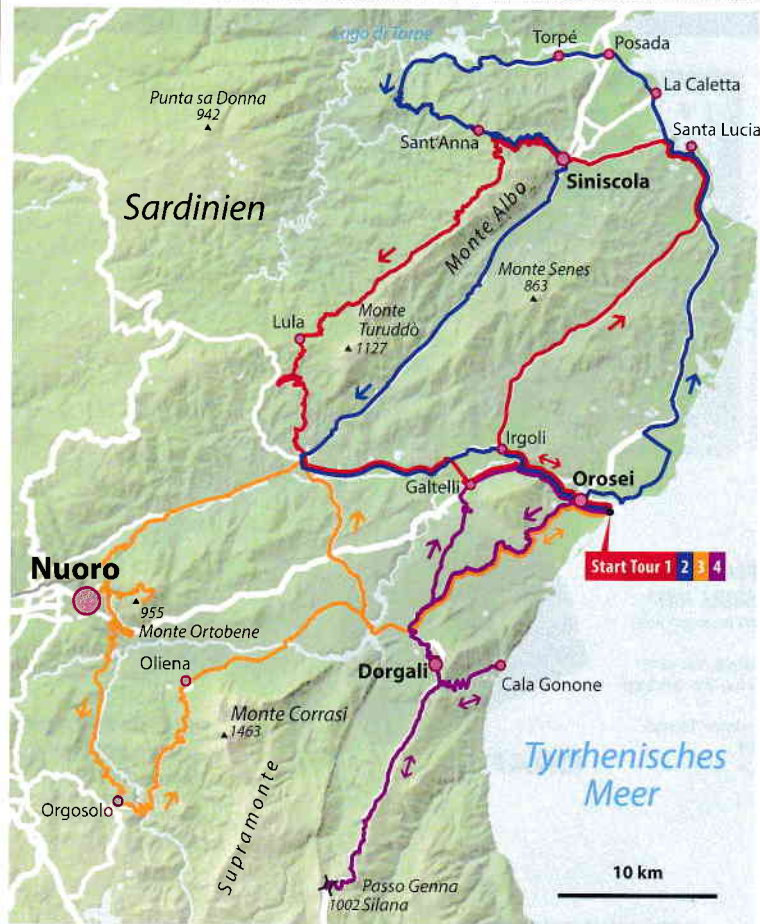 Lago di Torpè
Torpé
Posada
La Caletta
Punta sa Donna
942
Santa Lucia
Sant'Anna
Siniscola
Sardinien
Monte Albo
Monte Senes
863
Monte
Turuddò
1127
Lula
Irgoli
Galtelli
Orosei
Start Tour 1 2 3 4
Nuoro
955
Monte Ortobene
Oliena
Dorgali
Cala Gonone
Monte Corrasi
1463
Tyrrhenisches
Meer
Orgosolo
Supramonte
10 km
Passo Genna
1002 Silana